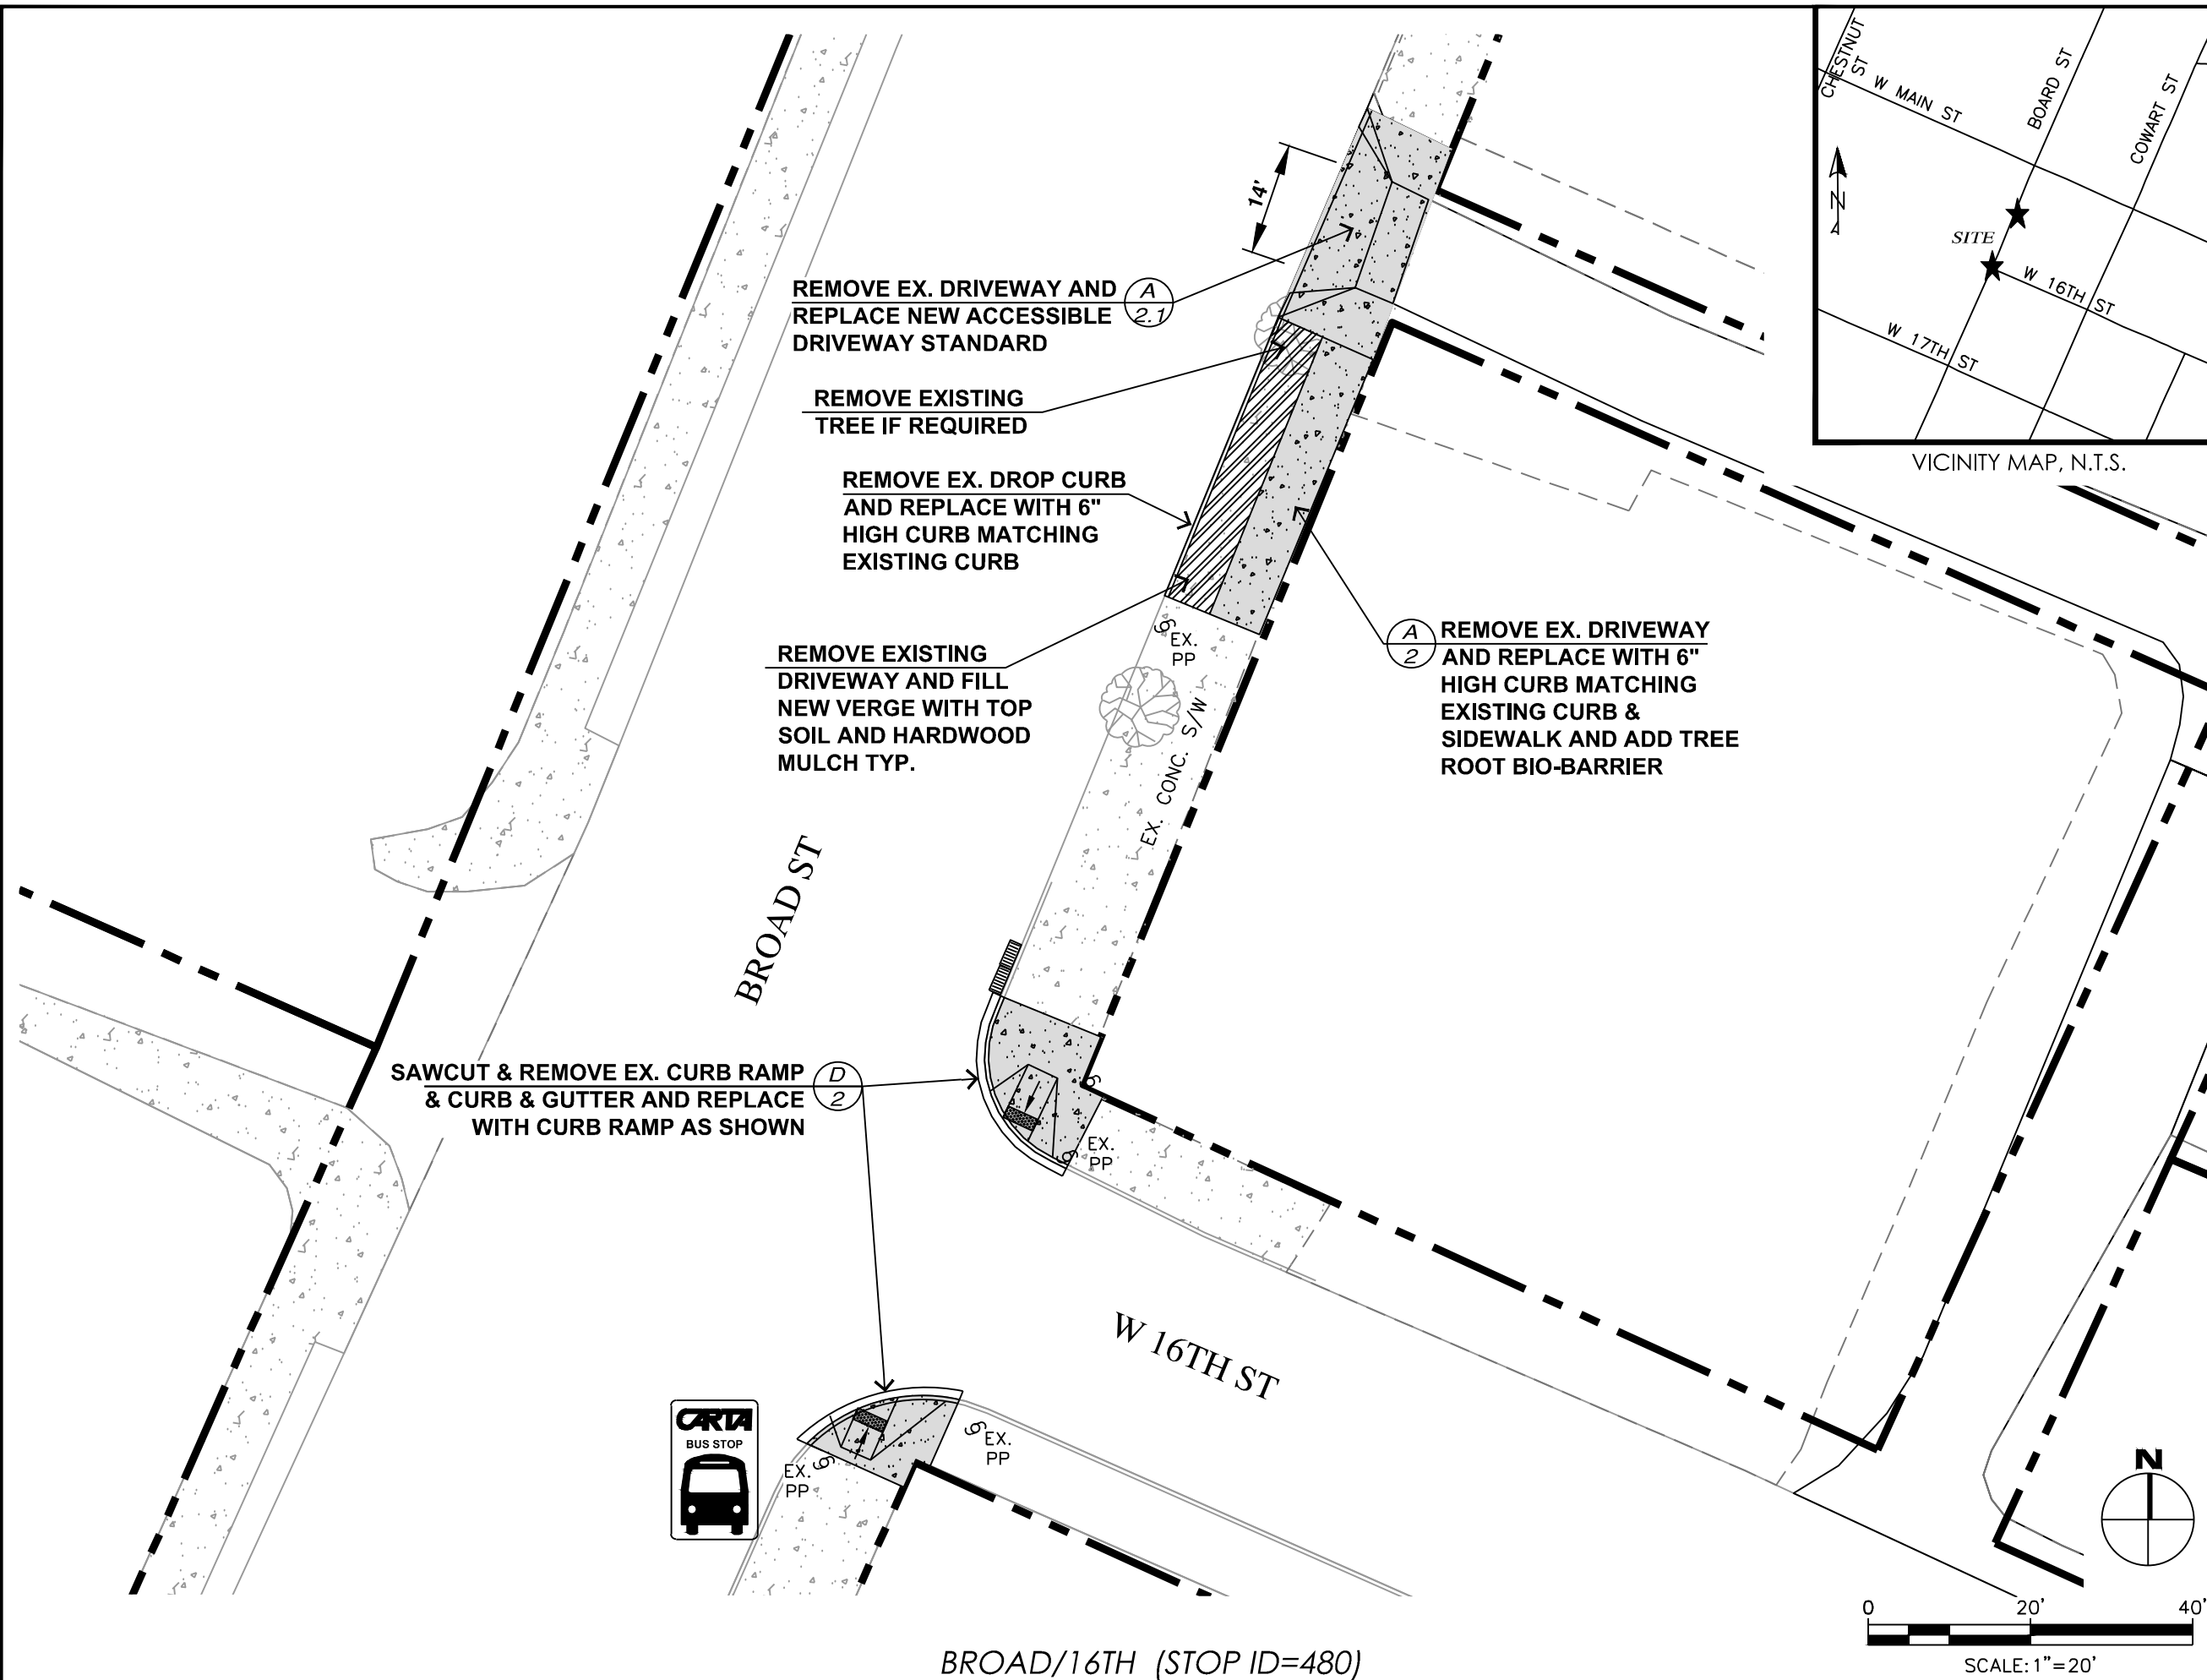 CHESTNUT
ST
W MAIN ST
BOARD ST
COWART ST
N
SITE
W 16TH ST
W 17TH ST
VICINITY MAP, N.T.S.
14'
REMOVE EX. DRIVEWAY AND
REPLACE NEW ACCESSIBLE
DRIVEWAY STANDARD
A
2.1
REMOVE EXISTING
TREE IF REQUIRED
REMOVE EX. DROP CURB
AND REPLACE WITH 6"
HIGH CURB MATCHING
EXISTING CURB
REMOVE EXISTING
DRIVEWAY AND FILL
NEW VERGE WITH TOP
SOIL AND HARDWOOD
MULCH TYP.
EX.
PP
A
2
REMOVE EX. DRIVEWAY
AND REPLACE WITH 6"
HIGH CURB MATCHING
EXISTING CURB &
SIDEWALK AND ADD TREE
ROOT BIO-BARRIER
EX. CONC. S/W
BROAD ST
SAWCUT & REMOVE EX. CURB RAMP
& CURB & GUTTER AND REPLACE
WITH CURB RAMP AS SHOWN
D
2
EX.
PP
W 16TH ST
CARTA
BUS STOP
EX.
PP
EX.
PP
N
0 20' 40'
SCALE: 1"=20'
BROAD/16TH (STOP ID=480)